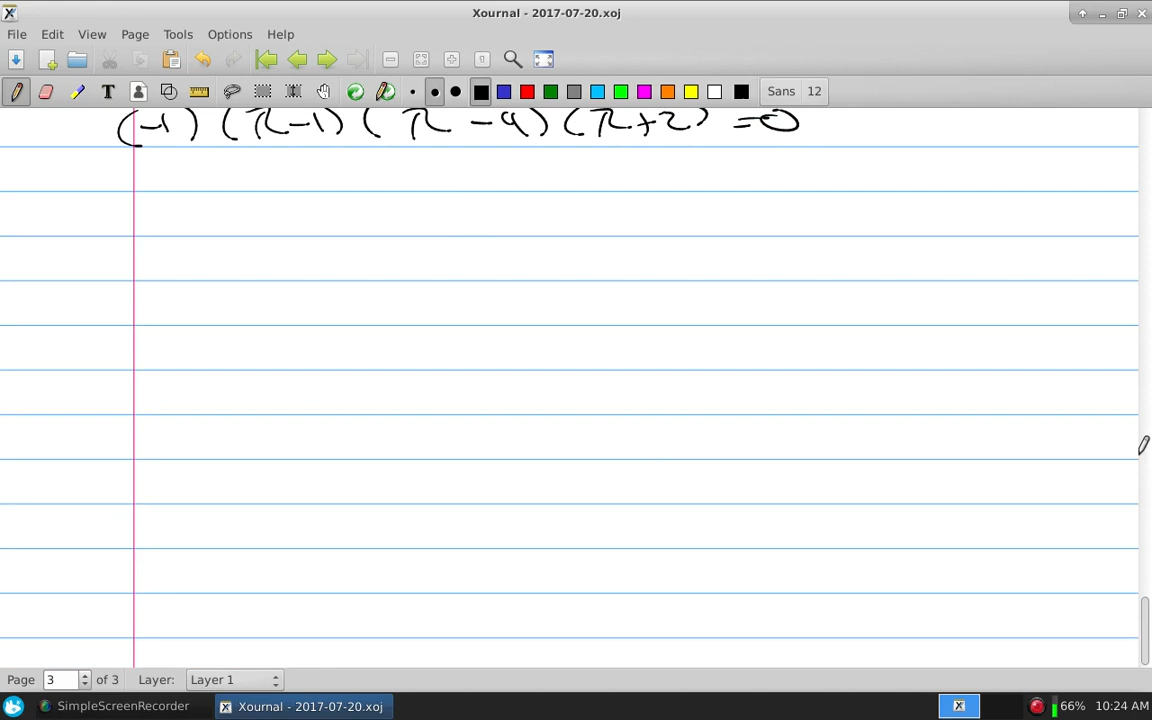 Xournal - 2017-07-20.xoj
File Edit View Page Tools Options Help
Sans 12
(-1) (π-1) ( π -4) (π+2) =0
Page 3 of 3 Layer: Layer 1
SimpleScreenRecorder Xournal - 2017-07-20.xoj 66% 10:24 AM